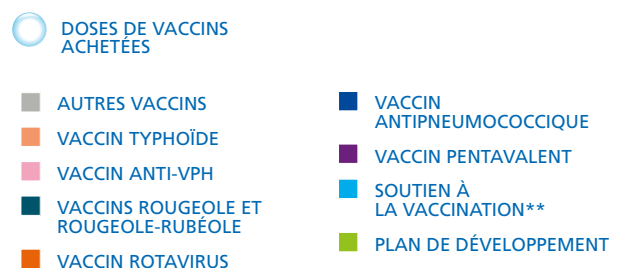 DOSES DE VACCINS
ACHETÉES
AUTRES VACCINS
VACCIN TYPHOÏDE
VACCIN ANTI-VPH
VACCINS ROUGEOLE ET
ROUGEOLE-RUBÉOLE
VACCIN ROTAVIRUS
VACCIN
ANTIPNEUMOCOCCIQUE
VACCIN PENTAVALENT
SOUTIEN À
LA VACCINATION**
PLAN DE DÉVELOPPEMENT